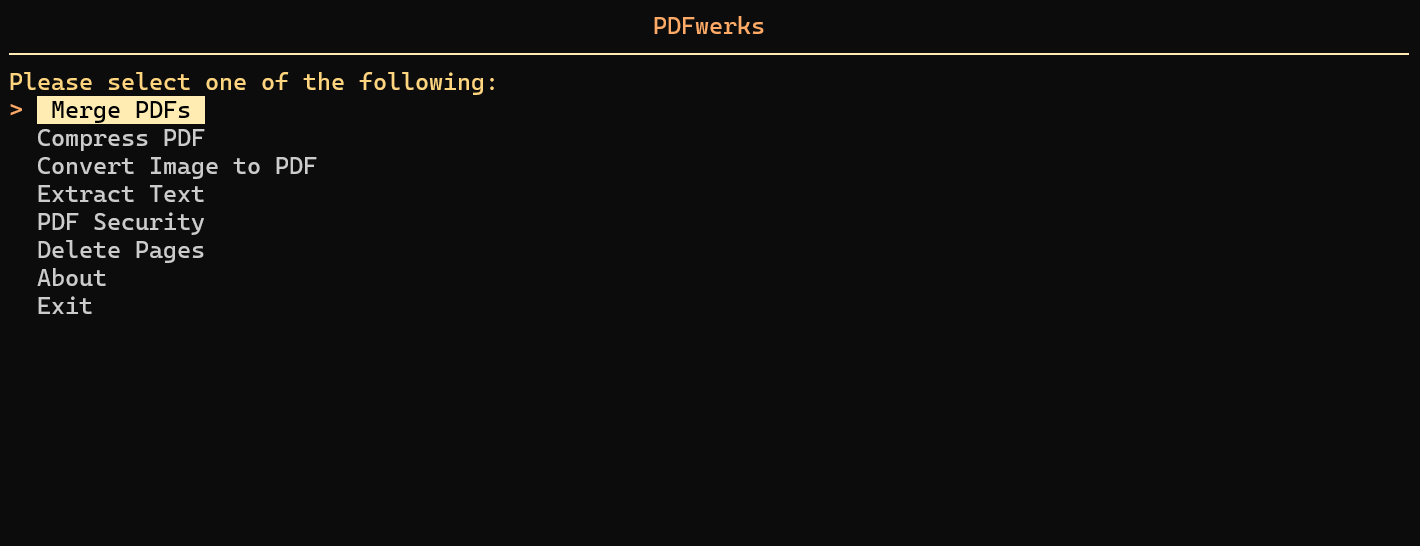 PDFwerks
Please select one of the following:
> Merge PDFs
Compress PDF
Convert Image to PDF
Extract Text
PDF Security
Delete Pages
About
Exit